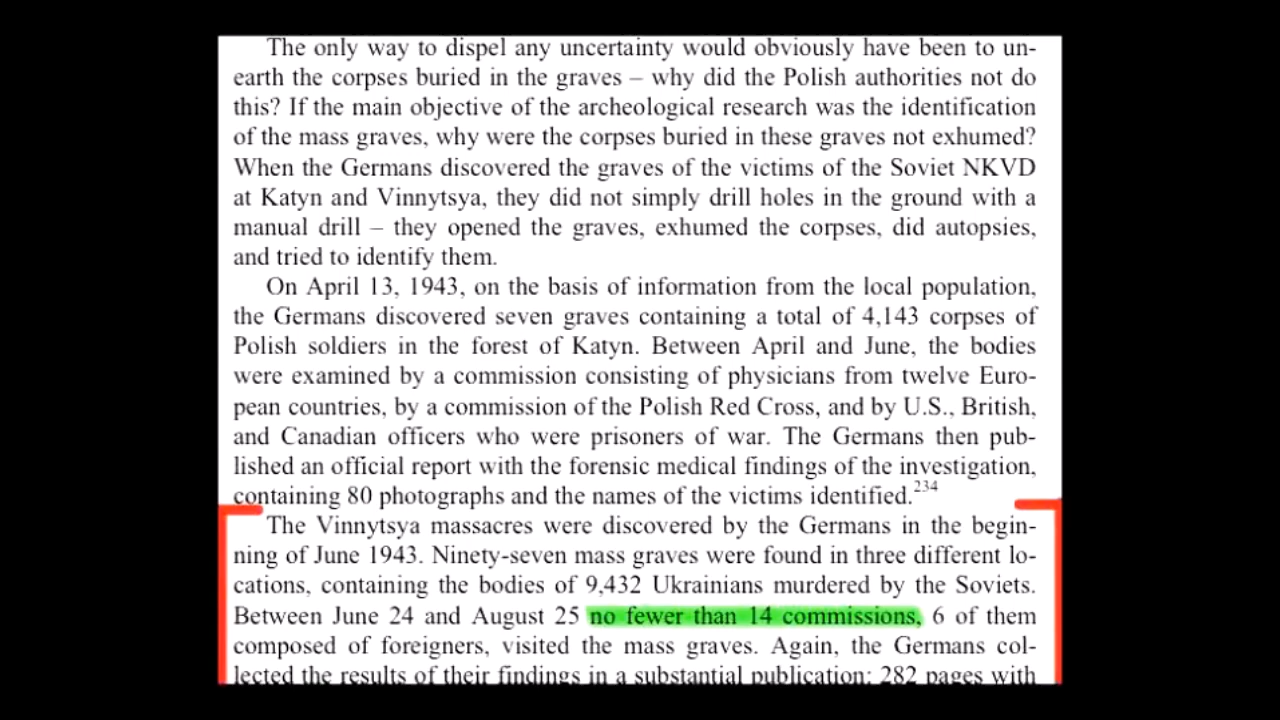 The only way to dispel any uncertainty would obviously have been to un-
earth the corpses buried in the graves – why did the Polish authorities not do
this? If the main objective of the archeological research was the identification
of the mass graves, why were the corpses buried in these graves not exhumed?
When the Germans discovered the graves of the victims of the Soviet NKVD
at Katyn and Vinnytsya, they did not simply drill holes in the ground with a
manual drill – they opened the graves, exhumed the corpses, did autopsies,
and tried to identify them.
On April 13, 1943, on the basis of information from the local population,
the Germans discovered seven graves containing a total of 4,143 corpses of
Polish soldiers in the forest of Katyn. Between April and June, the bodies
were examined by a commission consisting of physicians from twelve Euro-
pean countries, by a commission of the Polish Red Cross, and by U.S., British,
and Canadian officers who were prisoners of war. The Germans then pub-
lished an official report with the forensic medical findings of the investigation,
containing 80 photographs and the names of the victims identified.234
The Vinnytsya massacres were discovered by the Germans in the begin-
ning of June 1943. Ninety-seven mass graves were found in three different lo-
cations, containing the bodies of 9,432 Ukrainians murdered by the Soviets.
Between June 24 and August 25 no fewer than 14 commissions, 6 of them
composed of foreigners, visited the mass graves. Again, the Germans col-
lected the results of their findings in a substantial publication: 282 pages with